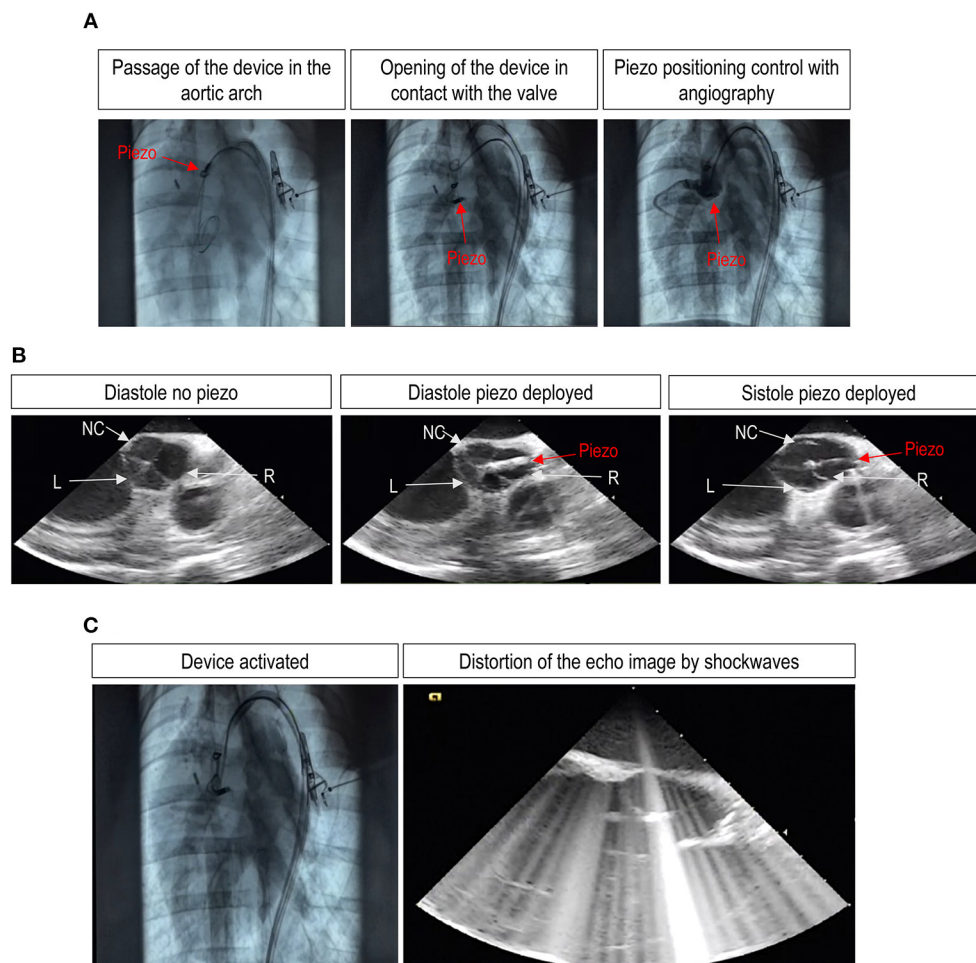 A
Passage of the device in the
aortic arch
Opening of the device in
contact with the valve
Piezo positioning control with
angiography
Piezo
Piezo
Piezo
B
Diastole no piezo
Diastole piezo deployed
Sistole piezo deployed
NC
L
R
NC
Piezo
L
R
NC
Piezo
L
R
C
Device activated
Distortion of the echo image by shockwaves